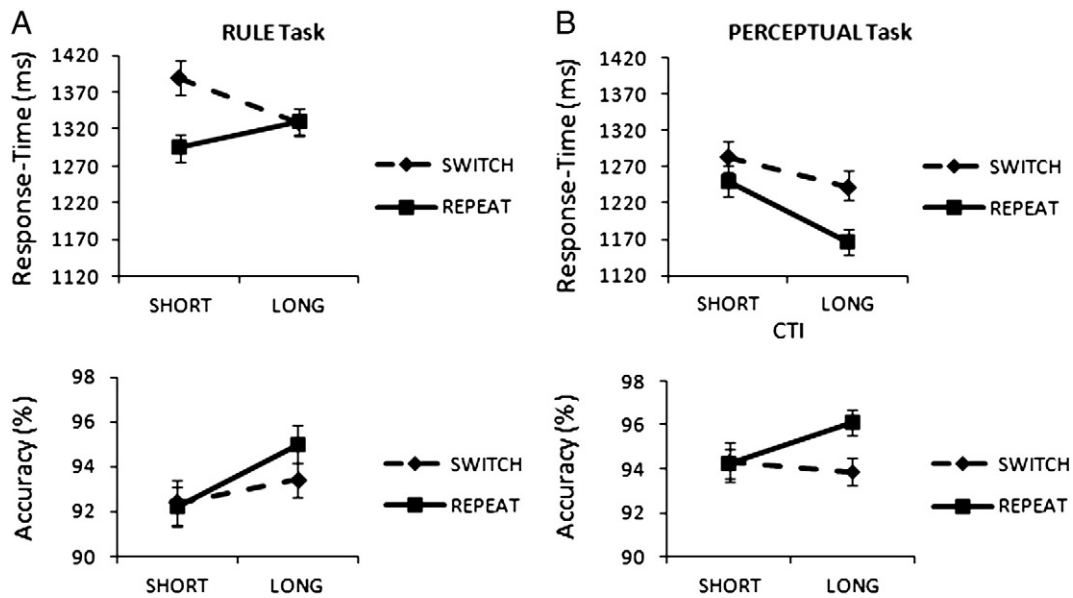 A
RULE Task
Response-Time (ms)
1420
1370
1320
1270
1220
1170
1120
SHORT LONG
SWITCH
REPEAT
B
PERCEPTUAL Task
Response-Time (ms)
1420
1370
1320
1270
1220
1170
1120
SHORT LONG
CTI
SWITCH
REPEAT
Accuracy (%)
98
96
94
92
90
SHORT LONG
SWITCH
REPEAT
Accuracy (%)
98
96
94
92
90
SHORT LONG
SWITCH
REPEAT